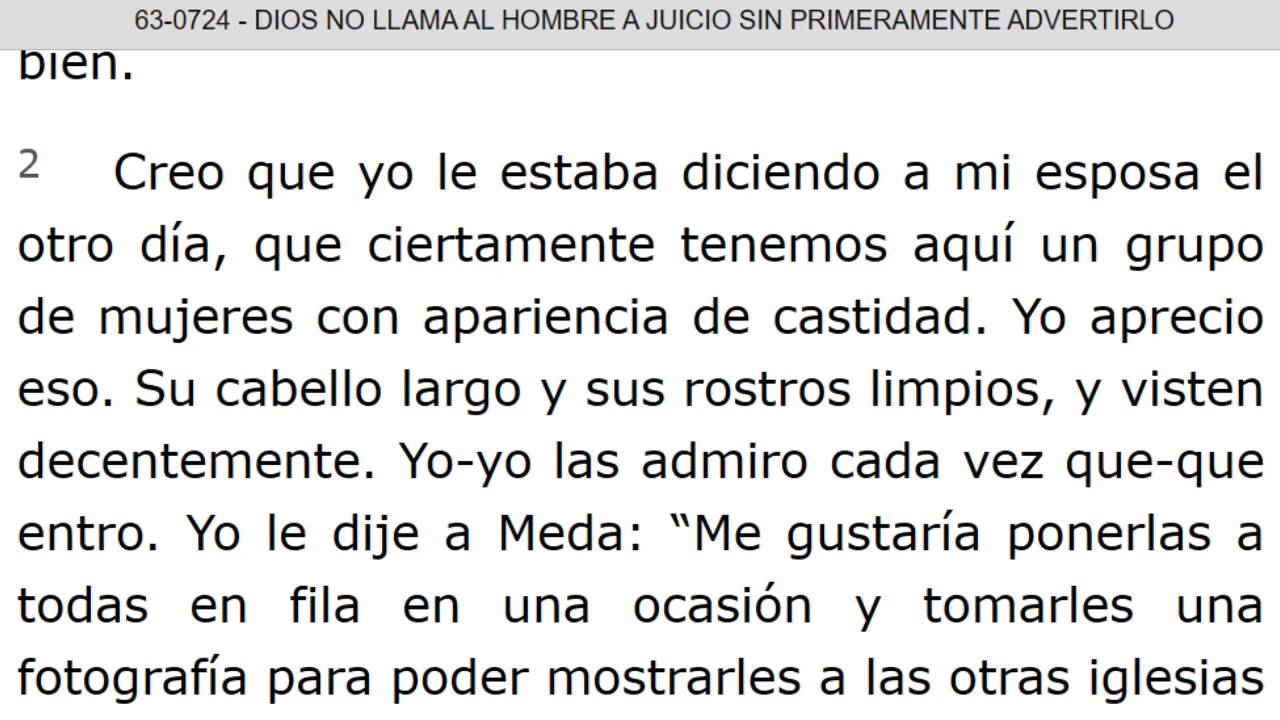 63-0724 - DIOS NO LLAMA AL HOMBRE A JUICIO SIN PRIMERAMENTE ADVERTIRLO
bien.
2 Creo que yo le estaba diciendo a mi esposa el
otro día, que ciertamente tenemos aquí un grupo
de mujeres con apariencia de castidad. Yo aprecio
eso. Su cabello largo y sus rostros limpios, y visten
decentemente. Yo-yo las admiro cada vez que-que
entro. Yo le dije a Meda: “Me gustaría ponerlas a
todas en fila en una ocasión y tomarles una
fotografía para poder mostrarles a las otras iglesias